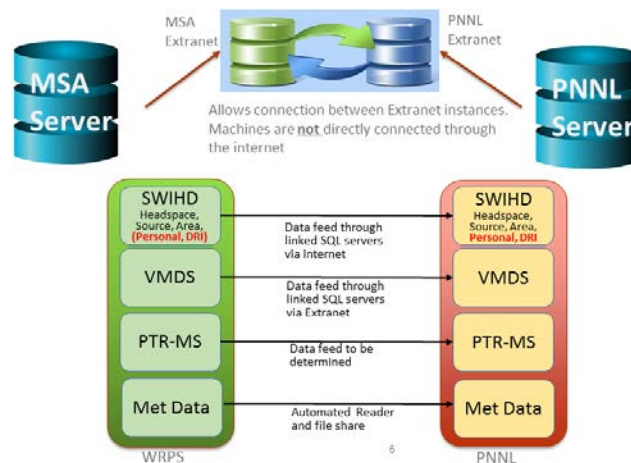 MSA
Extranet
PNNL
Extranet
MSA
Server
PNNL
Server
Allows connection between Extranet instances.
Machines are not directly connected through
the internet
SWIHD
Headspace,
Source, Area,
(Personal, DRI)
Data feed through
linked SQL servers
via Internet
SWIHD
Headspace,
Source, Area,
Personal, DRI
VMDS
Data feed through
linked SQL servers
via Extranet
VMDS
PTR-MS
Data feed to be
determined
PTR-MS
Met Data
Automated Reader
and file share
Met Data
WRPS
6
PNNL